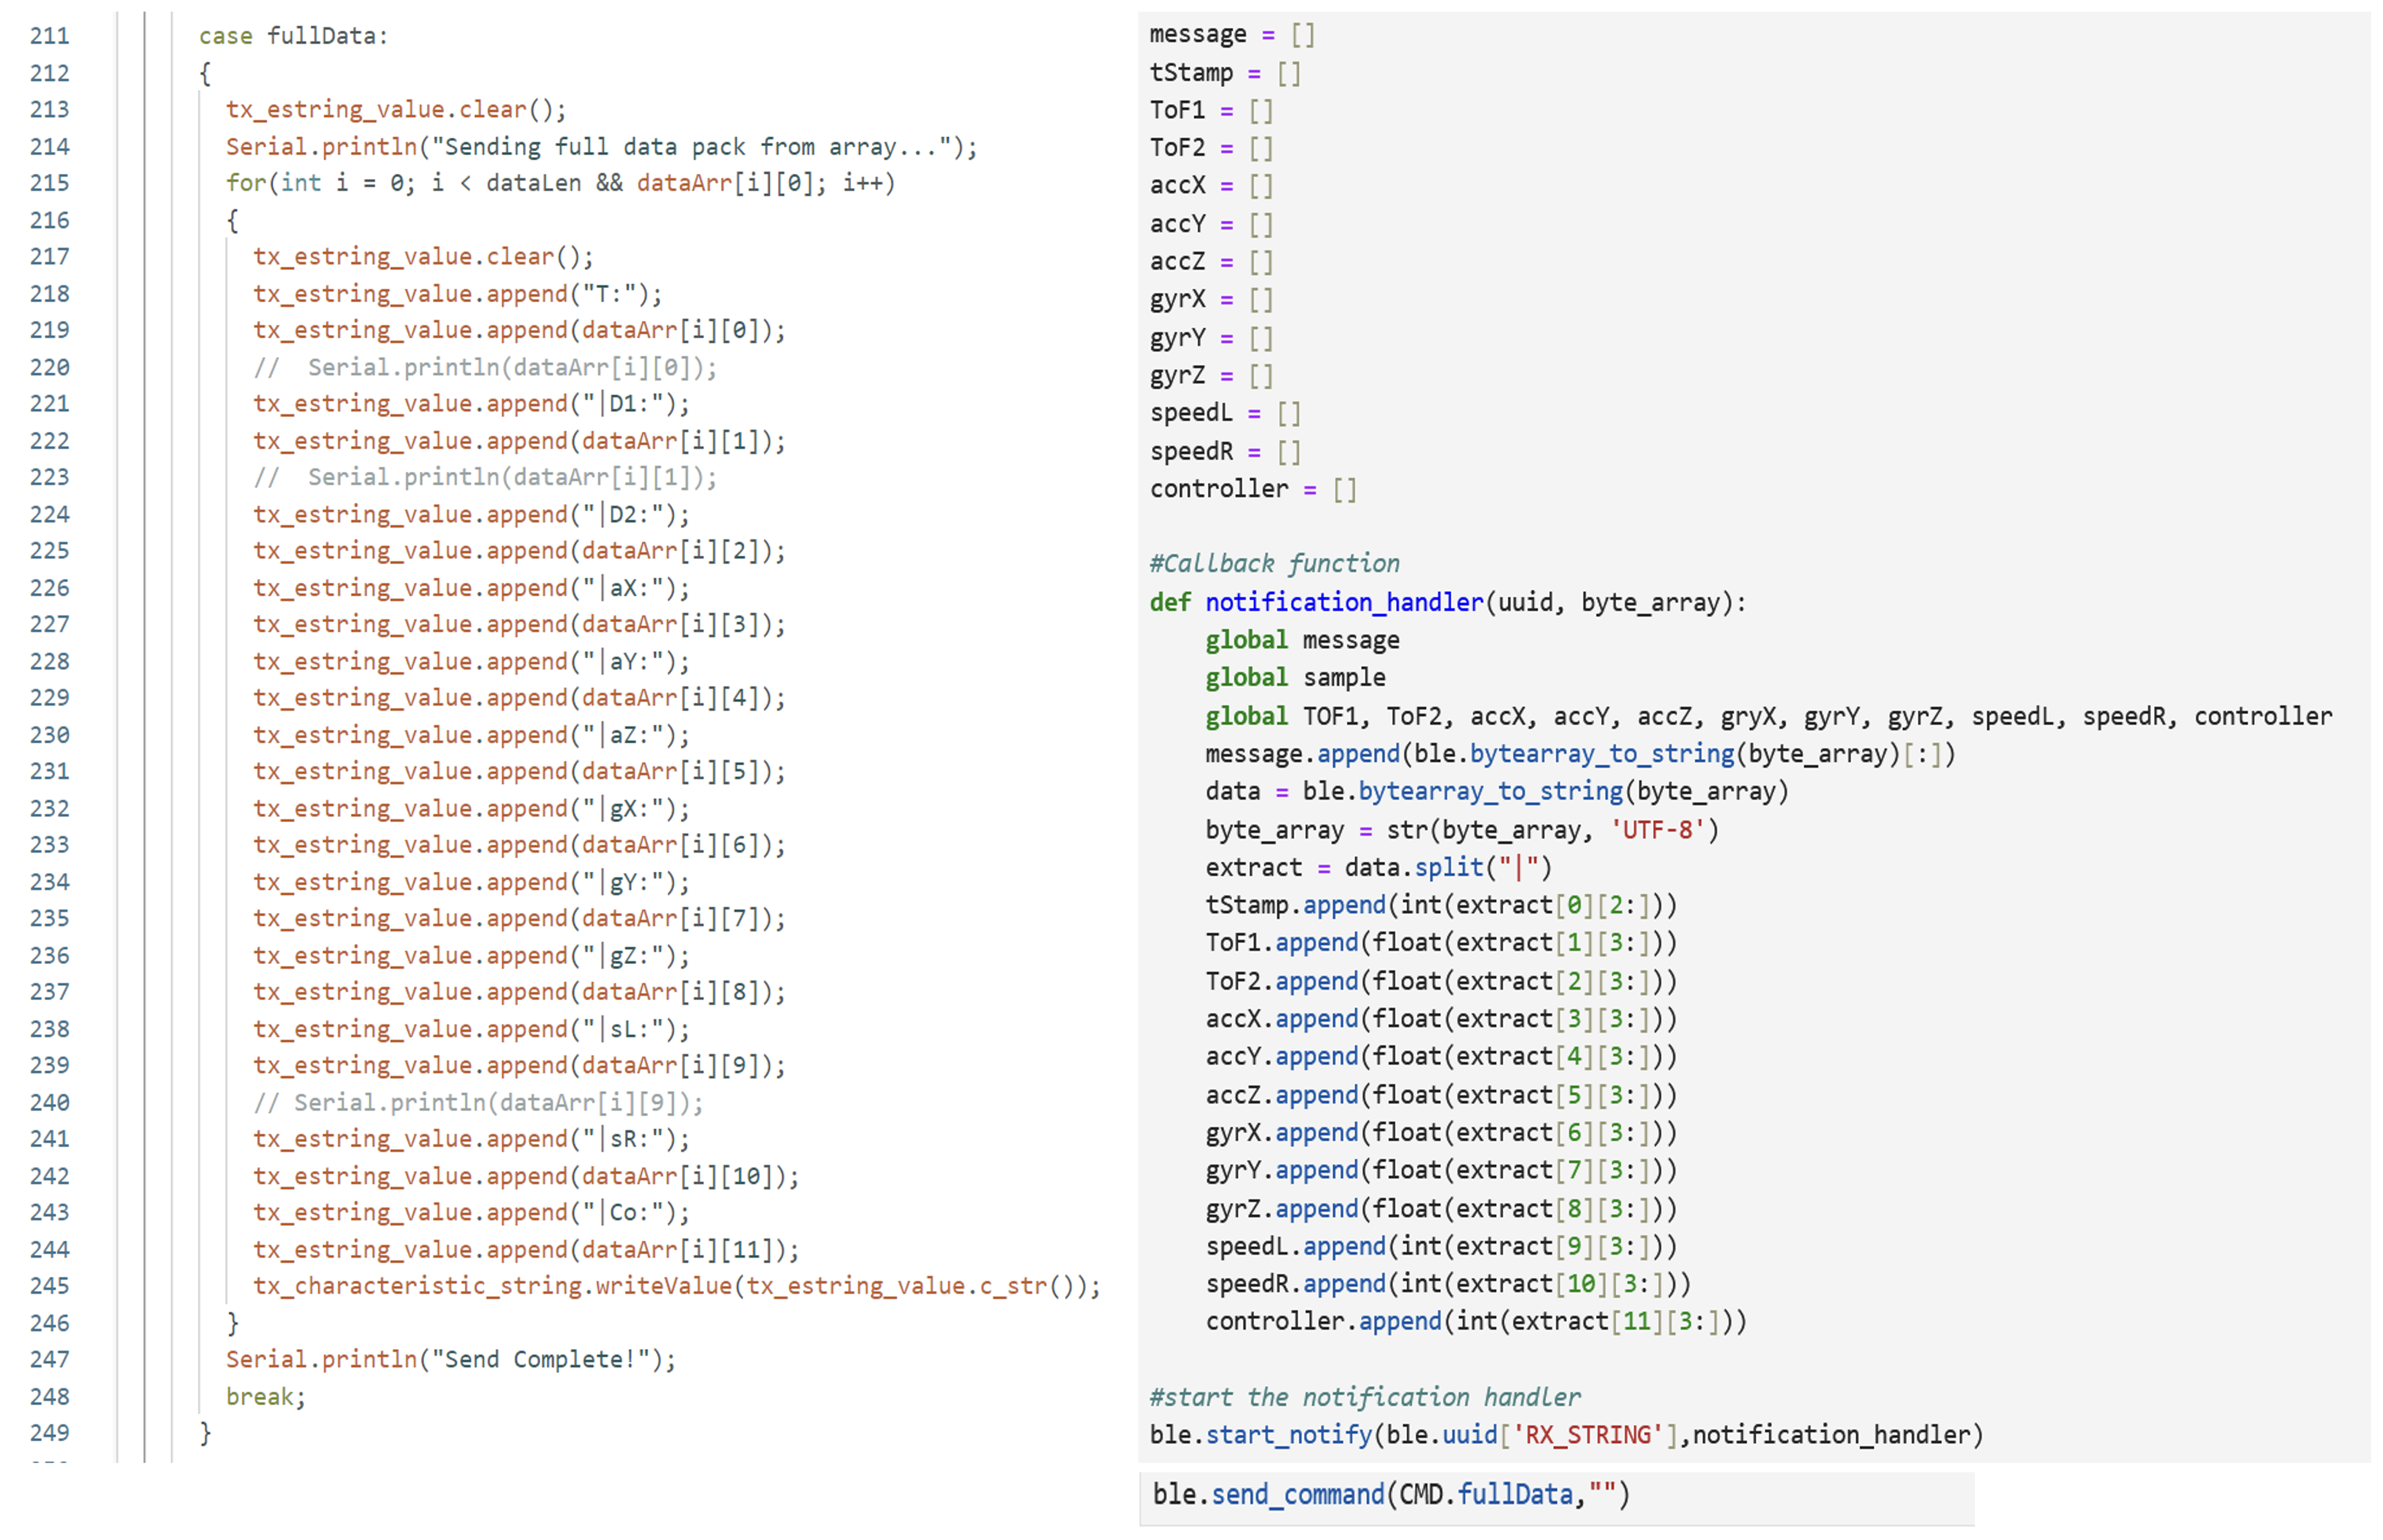 211 case fullData:
212 {
213 tx_estring_value.clear();
214 Serial.println("Sending full data pack from array...");
215 for(int i = 0; i < dataLen && dataArr[i][0]; i++)
216 {
217 tx_estring_value.clear();
218 tx_estring_value.append("T:");
219 tx_estring_value.append(dataArr[i][0]);
220 //  Serial.println(dataArr[i][0]);
221 tx_estring_value.append("|D1:");
222 tx_estring_value.append(dataArr[i][1]);
223 //  Serial.println(dataArr[i][1]);
224 tx_estring_value.append("|D2:");
225 tx_estring_value.append(dataArr[i][2]);
226 tx_estring_value.append("|aX:");
227 tx_estring_value.append(dataArr[i][3]);
228 tx_estring_value.append("|aY:");
229 tx_estring_value.append(dataArr[i][4]);
230 tx_estring_value.append("|aZ:");
231 tx_estring_value.append(dataArr[i][5]);
232 tx_estring_value.append("|gX:");
233 tx_estring_value.append(dataArr[i][6]);
234 tx_estring_value.append("|gY:");
235 tx_estring_value.append(dataArr[i][7]);
236 tx_estring_value.append("|gZ:");
237 tx_estring_value.append(dataArr[i][8]);
238 tx_estring_value.append("|sL:");
239 tx_estring_value.append(dataArr[i][9]);
240 // Serial.println(dataArr[i][9]);
241 tx_estring_value.append("|sR:");
242 tx_estring_value.append(dataArr[i][10]);
243 tx_estring_value.append("|Co:");
244 tx_estring_value.append(dataArr[i][11]);
245 tx_characteristic_string.writeValue(tx_estring_value.c_str());
246 }
247 Serial.println("Send Complete!");
248 break;
249 }
message = []
tStamp = []
ToF1 = []
ToF2 = []
accX = []
accY = []
accZ = []
gyrX = []
gyrY = []
gyrZ = []
speedL = []
speedR = []
controller = []
#Callback function
def notification_handler(uuid, byte_array):
global message
global sample
global TOF1, ToF2, accX, accY, accZ, gryX, gyrY, gyrZ, speedL, speedR, controller
message.append(ble.bytearray_to_string(byte_array)[:])
data = ble.bytearray_to_string(byte_array)
byte_array = str(byte_array, 'UTF-8')
extract = data.split("|")
tStamp.append(int(extract[0][2:]))
ToF1.append(float(extract[1][3:]))
ToF2.append(float(extract[2][3:]))
accX.append(float(extract[3][3:]))
accY.append(float(extract[4][3:]))
accZ.append(float(extract[5][3:]))
gyrX.append(float(extract[6][3:]))
gyrY.append(float(extract[7][3:]))
gyrZ.append(float(extract[8][3:]))
speedL.append(int(extract[9][3:]))
speedR.append(int(extract[10][3:]))
controller.append(int(extract[11][3:]))
#start the notification handler
ble.start_notify(ble.uuid['RX_STRING'],notification_handler)
ble.send_command(CMD.fullData,"")